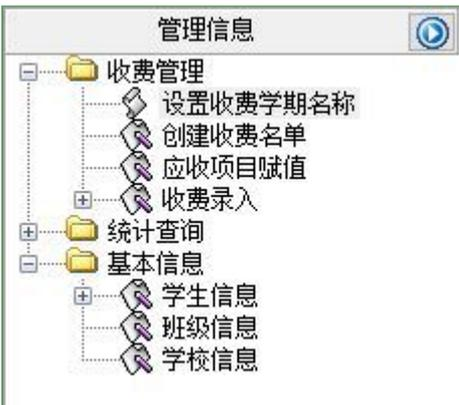 管理信息
收费管理
设置收费学期名称
创建收费名单
应收项目赋值
收费录入
统计查询
基本信息
学生信息
班级信息
学校信息